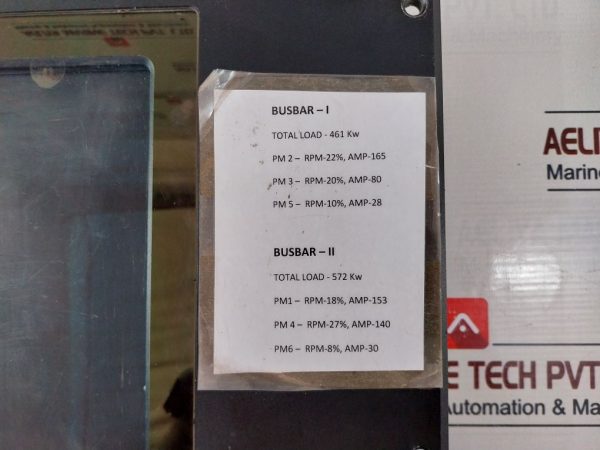 BUSBAR – I
TOTAL LOAD - 461 Kw
PM 2 – RPM-22%, AMP-165
PM 3 – RPM-20%, AMP-80
PM 5 – RPM-10%, AMP-28
BUSBAR – II
TOTAL LOAD - 572 Kw
PM1 – RPM-18%, AMP-153
PM 4 – RPM-27%, AMP-140
PM6 – RPM-8%, AMP-30
Marine
E TECH PVT
Automation & Ma